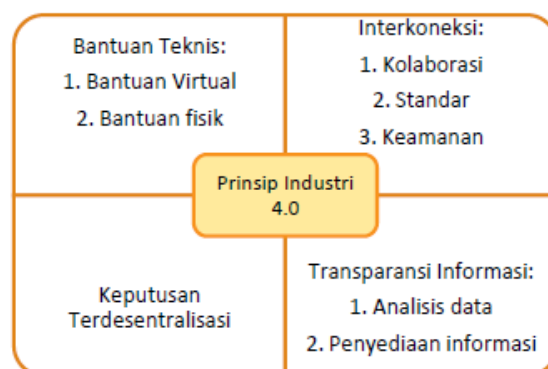 Bantuan Teknis:
1. Bantuan Virtual
2. Bantuan fisik
Interkoneksi:
1. Kolaborasi
2. Standar
3. Keamanan
Prinsip Industri
4.0
Keputusan
Terdesentralisasi
Transparansi Informasi:
1. Analisis data
2. Penyediaan informasi